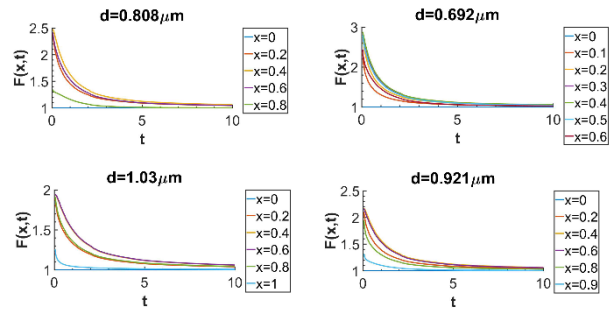 d=0.808μm
F(x,t)
2.5
2
1.5
1
0
5
10
t
x=0
x=0.2
x=0.4
x=0.6
x=0.8
d=0.692μm
F(x,t)
3
2
1
0
5
10
t
x=0
x=0.1
x=0.2
x=0.3
x=0.4
x=0.5
x=0.6
d=1.03μm
F(x,t)
2
1.5
1
0
5
10
t
x=0
x=0.2
x=0.4
x=0.6
x=0.8
x=1
d=0.921μm
F(x,t)
2.5
2
1.5
1
0
5
10
t
x=0
x=0.2
x=0.4
x=0.6
x=0.8
x=0.9